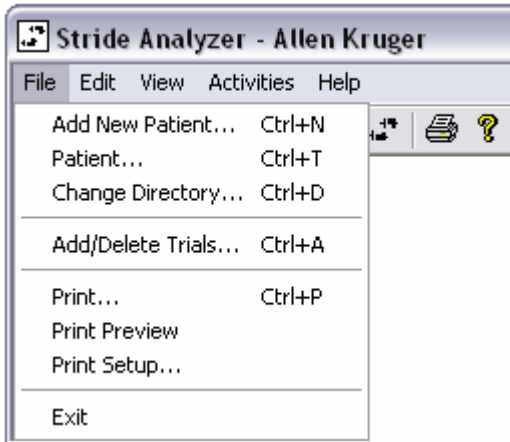 Stride Analyzer - Allen Kruger
File Edit View Activities Help
Add New Patient... Ctrl+N
Patient... Ctrl+T
Change Directory... Ctrl+D
Add/Delete Trials... Ctrl+A
Print... Ctrl+P
Print Preview
Print Setup...
Exit